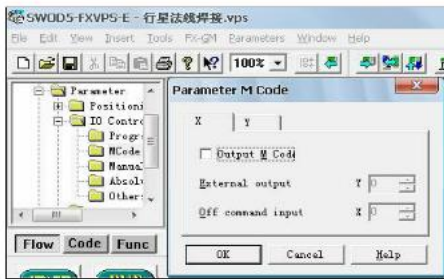 SWOD5-FXVPS-E - 行星法线焊接.vps
File Edit View Insert Tools FX-GM Parameters Window Help
100%
Parameter
Positioni
IO Contro
Progr
MCode
Manual
Absol
Other
Flow Code Func
Parameter M Code
X Y
Output M Code
External output Y 0
Off command input X 0
OK Cancel Help